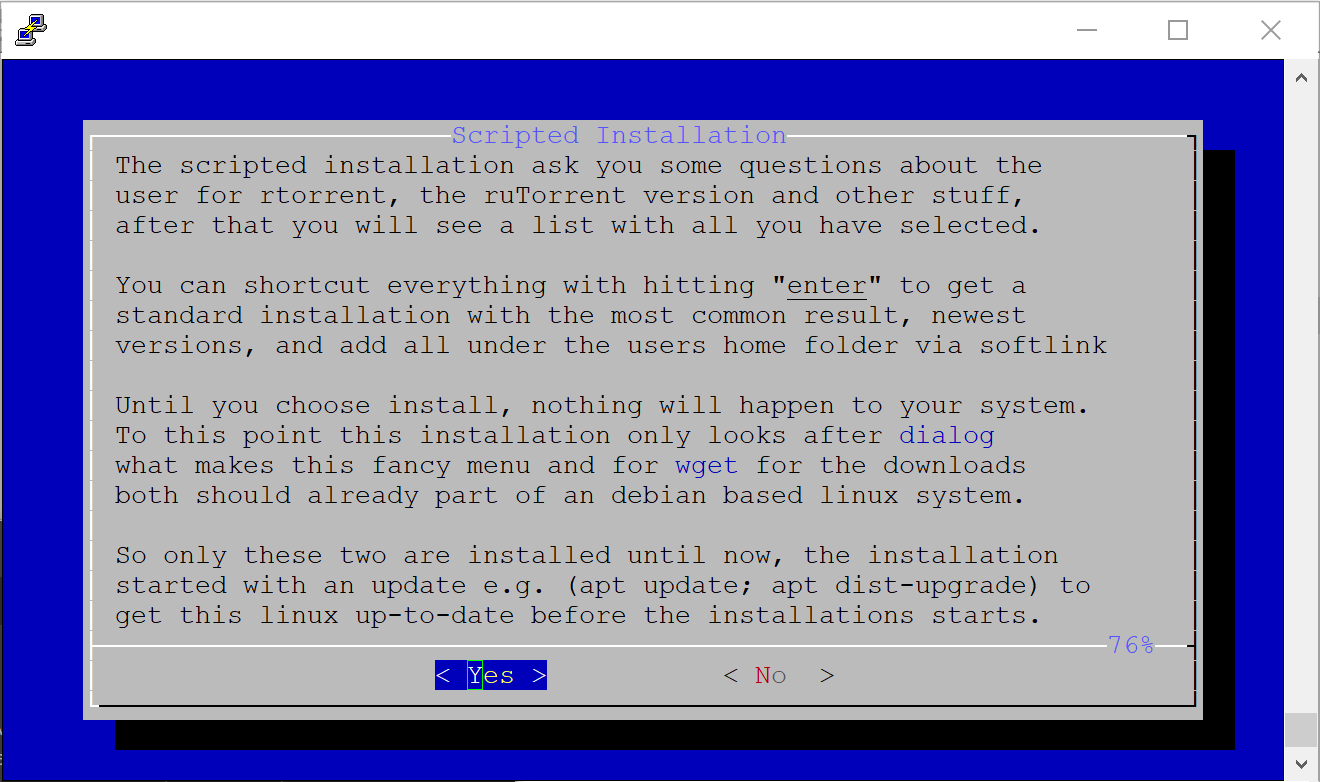 Scripted Installation
The scripted installation ask you some questions about the
user for rtorrent, the ruTorrent version and other stuff,
after that you will see a list with all you have selected.
You can shortcut everything with hitting "enter" to get a
standard installation with the most common result, newest
versions, and add all under the users home folder via softlink
Until you choose install, nothing will happen to your system.
To this point this installation only looks after dialog
what makes this fancy menu and for wget for the downloads
both should already part of an debian based linux system.
So only these two are installed until now, the installation
started with an update e.g. (apt update; apt dist-upgrade) to
get this linux up-to-date before the installations starts.
76%
< Yes > < No >